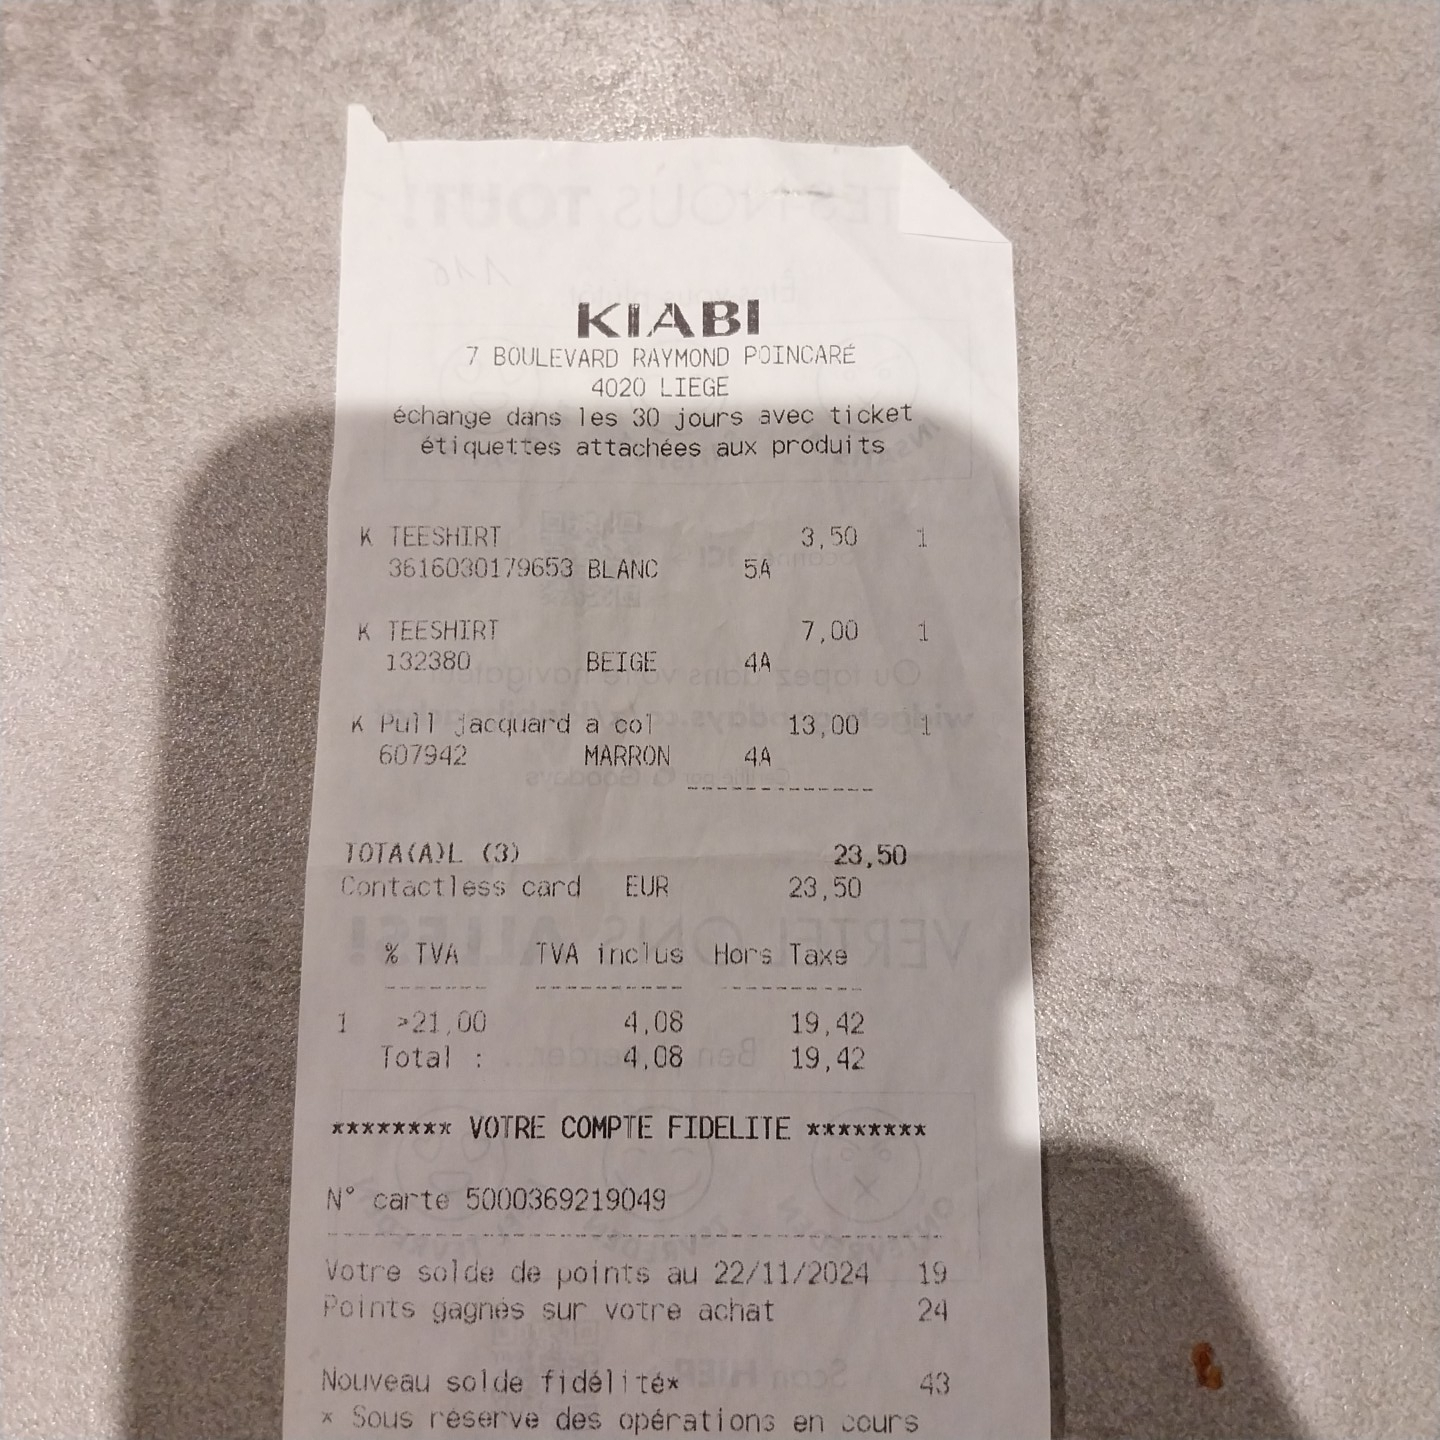 KIABI
7 BOULEVARD RAYMOND POINCARÉ
4020 LIEGE
échange dans les 30 jours avec ticket
étiquettes attachées aux produits
K TEESHIRT 3,50 1
3616030179653 BLANC 5A
K TEESHIRT 7,00 1
132380 BEIGE 4A
K Pull jacquard a col 13,00 1
607942 MARRON 4A
TOTA(A)L (3) 23,50
Contactless card EUR 23,50
% TVA TVA inclus Hors Taxe
1 >21,00 4,08 19,42
Total : 4,08 19,42
******** VOTRE COMPTE FIDELITE ********
N° carte 5000369219049
Votre solde de points au 22/11/2024 19
Points gagnés sur votre achat 24
Nouveau solde fidélité* 43
* Sous réserve des opérations en cours